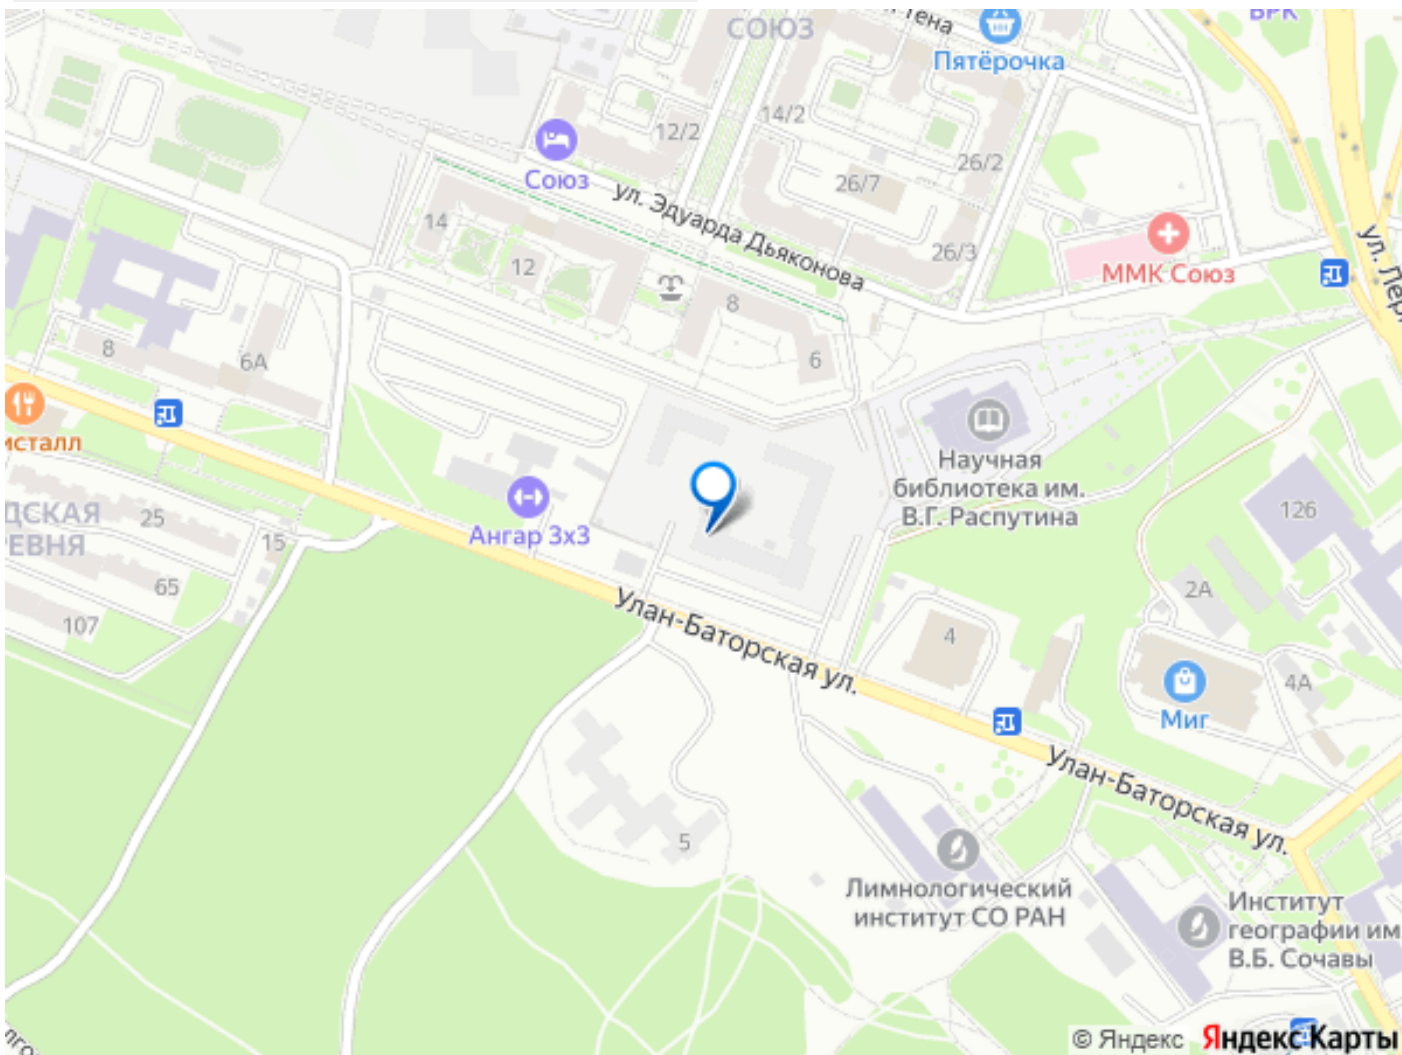 СОЮЗ
Пятёрочка
12/2
14/2
26/2
26/7
Союз
ул. Эдуарда Дьяконова
14
12
26/3
ММК Союз
8
6
8
6А
Научная
библиотека им.
В.Г. Распутина
25
15
65
107
Ангар 3x3
126
2А
Улан-Баторская ул.
4
4А
Миг
Улан-Баторская ул.
5
Лимнологический
институт СО РАН
Институт
географии им
В.Б. Сочавы
© Яндекс Яндекс Карты